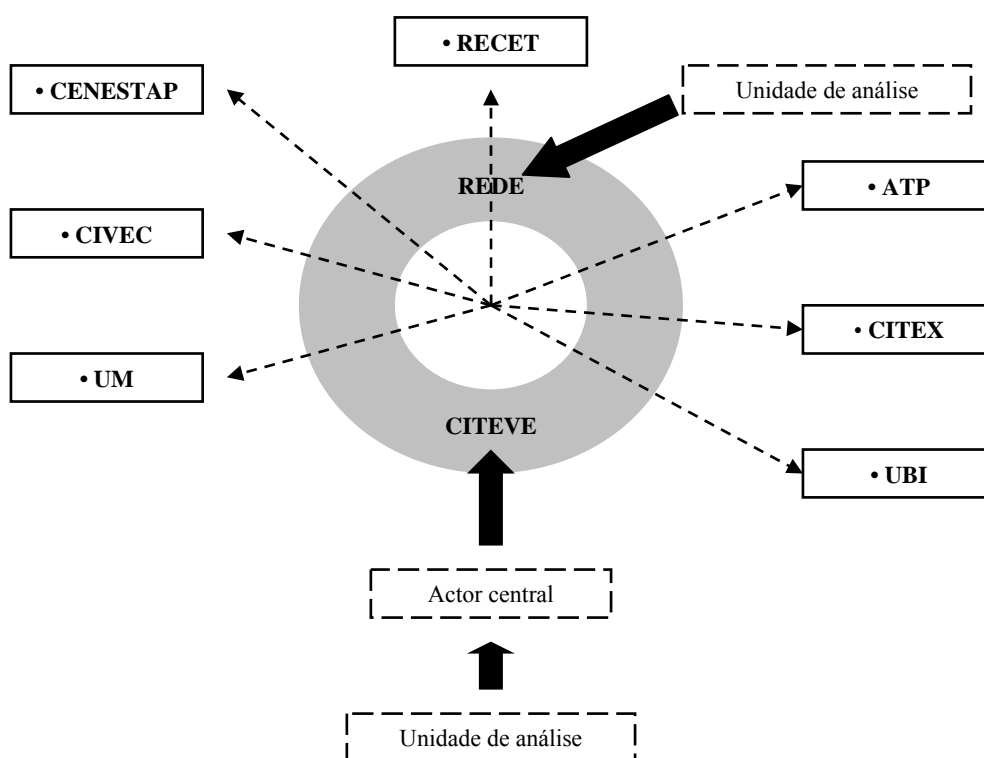 • RECET
• CENESTAP
Unidade de análise
REDE
• ATP
• CIVEC
• CITEX
• UM
CITEVE
• UBI
Actor central
Unidade de análise